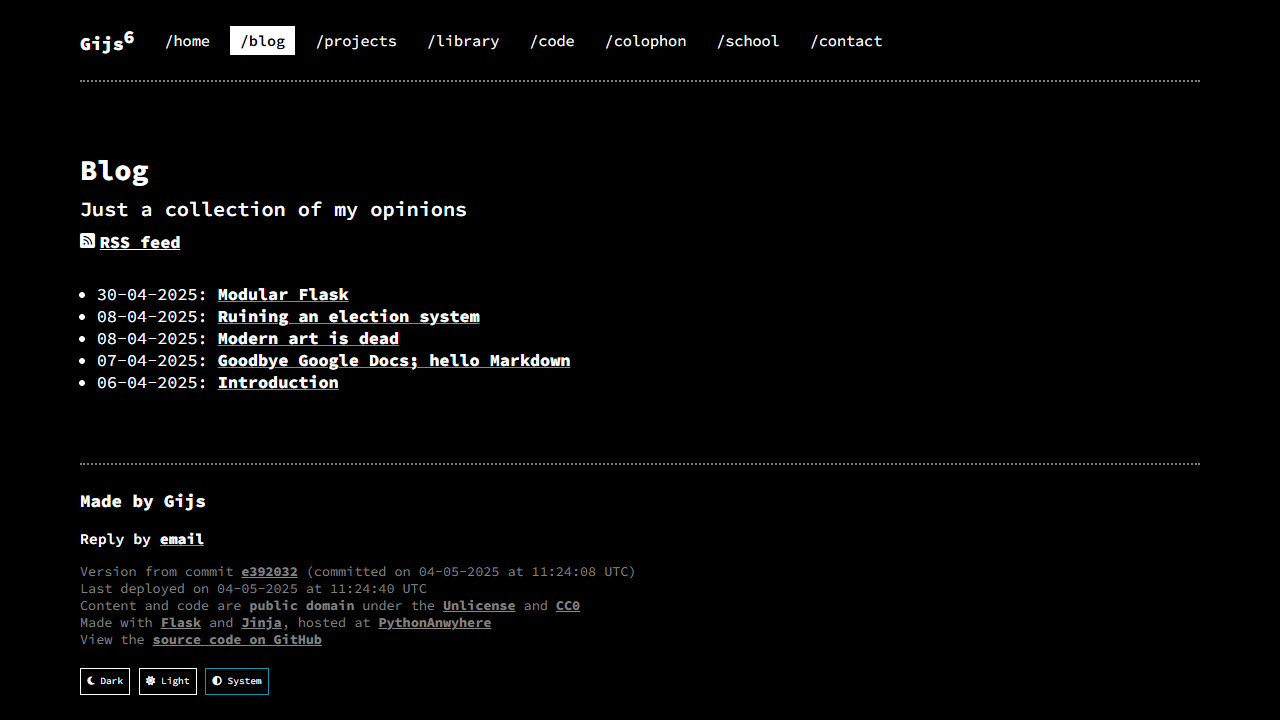 Gijs6 /home /blog /projects /library /code /colophon /school /contact
Blog
Just a collection of my opinions
RSS feed
30-04-2025: Modular Flask
08-04-2025: Ruining an election system
08-04-2025: Modern art is dead
07-04-2025: Goodbye Google Docs; hello Markdown
06-04-2025: Introduction
Made by Gijs
Reply by email
Version from commit e392032 (committed on 04-05-2025 at 11:24:08 UTC)
Last deployed on 04-05-2025 at 11:24:40 UTC
Content and code are public domain under the Unlicense and CC0
Made with Flask and Jinja, hosted at PythonAnwyhere
View the source code on GitHub
Dark Light System